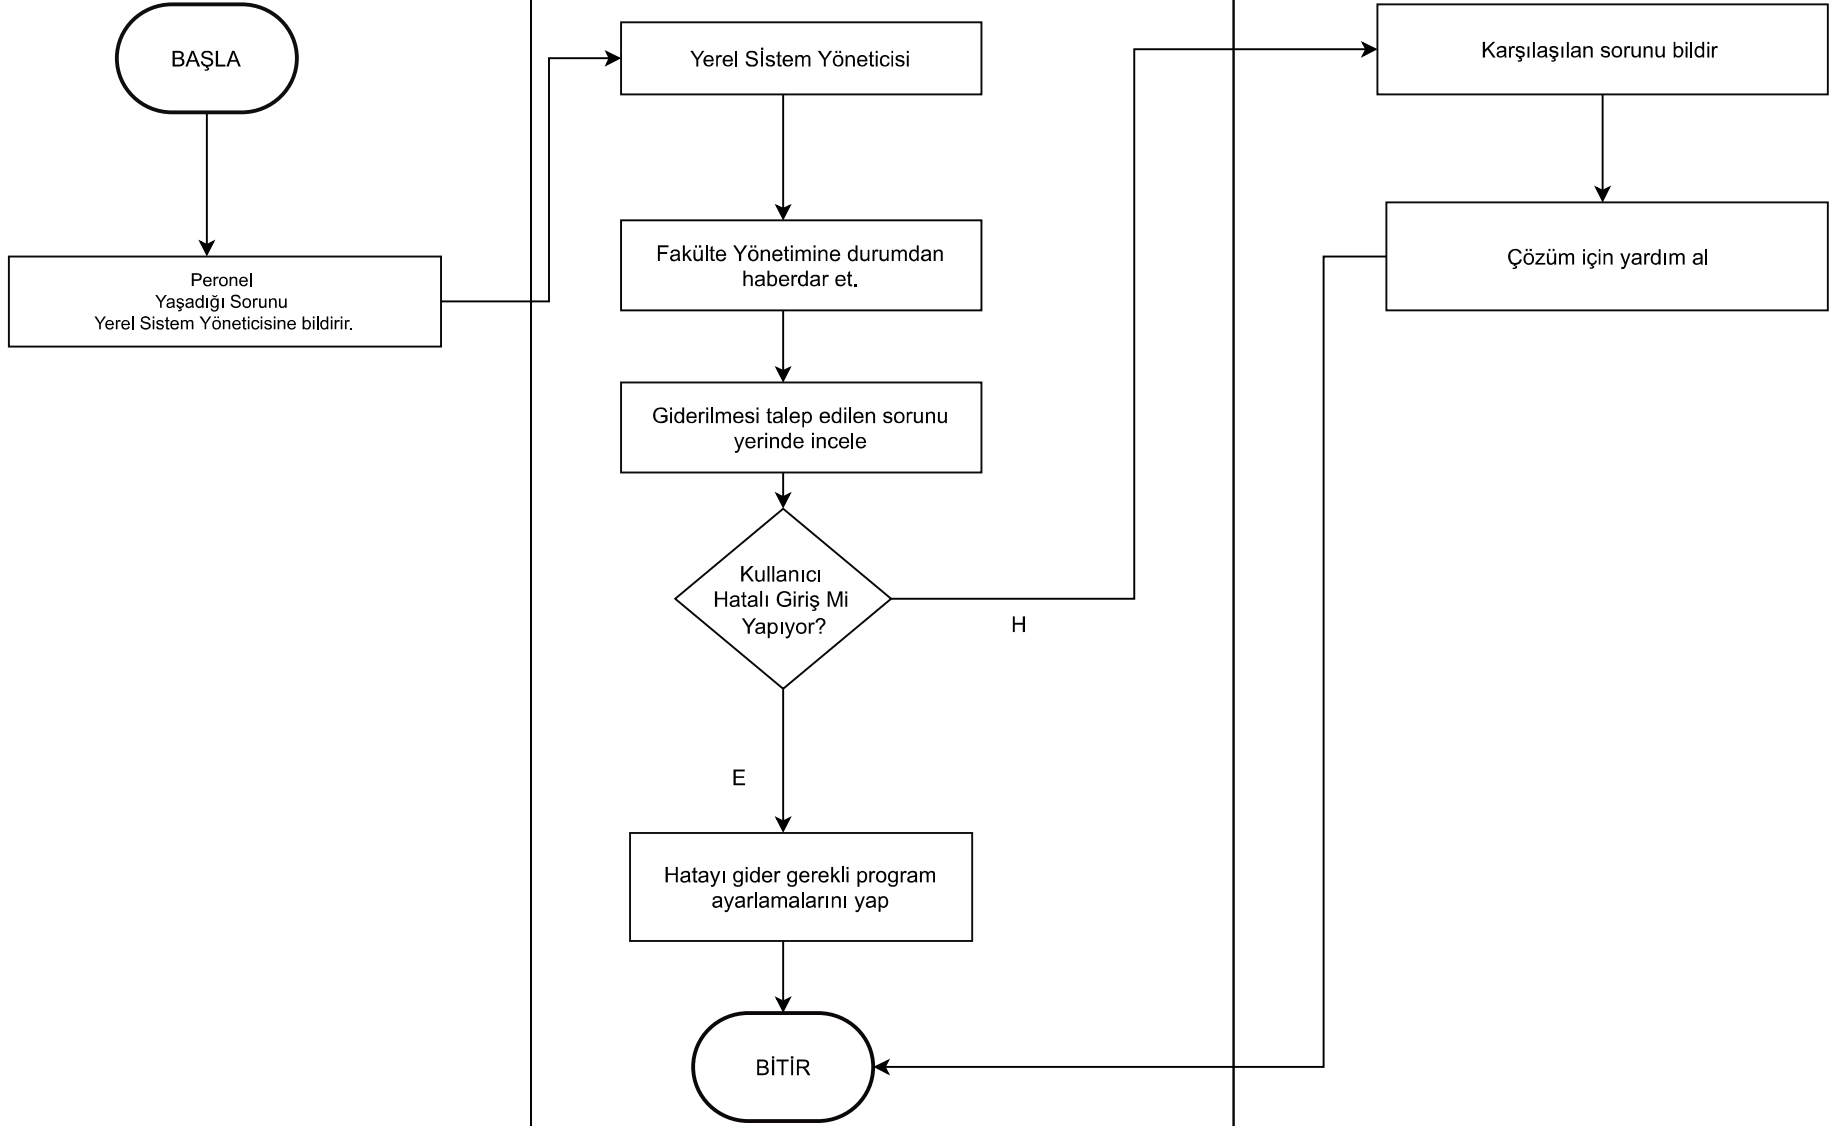 BAŞLA
Peronel
Yaşadığı Sorunu
Yerel Sistem Yöneticisine bildirir.
Yerel Sİstem Yöneticisi
Fakülte Yönetimine durumdan
haberdar et.
Giderilmesi talep edilen sorunu
yerinde incele
Kullanıcı
Hatalı Giriş Mi
Yapıyor?
H
E
Hatayı gider gerekli program
ayarlamalarını yap
BİTİR
Karşılaşılan sorunu bildir
Çözüm için yardım al